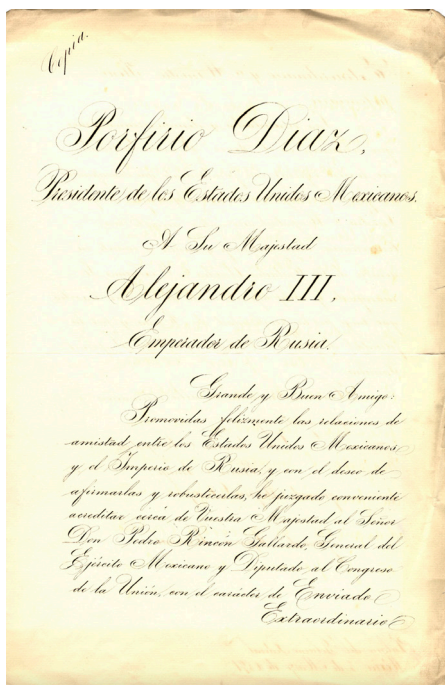 Copia.
Porfirio Diaz,
Presidente de los Estados Unidos Mexicanos.
A Su Majestad
Alejandro III,
Emperador de Rusia.
Grande y Buen Amigo:
Promovidas felizmente las relaciones de
amistad entre los Estados Unidos Mexicanos
y el Imperio de Rusia, y con el deseo de
afirmarlas y robustecerlas, he juzgado conveniente
acreditar cerca de Vuestra Majestad al Señor
Don Pedro Rincón Gallardo, General del
Ejército Mexicano y Diputado al Congreso
de la Unión, con el carácter de Enviado
Extraordinario